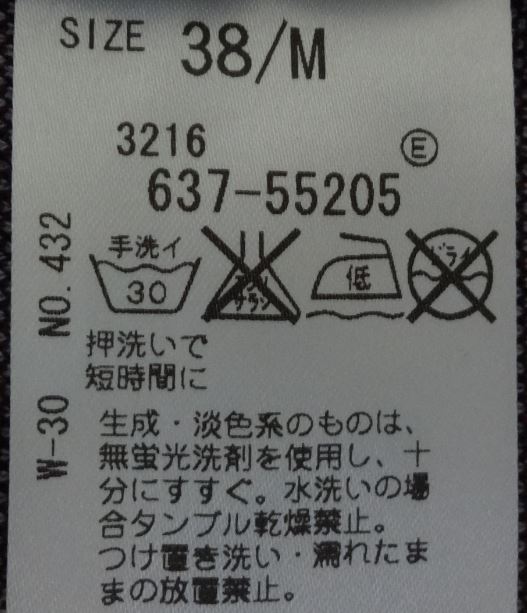 SIZE 38/M
3216
Ⓔ
637-55205
NO. 432
W-30
手洗イ
30
エンソ
サラシ
低
ドライ
押洗いで
短時間に
生成・淡色系のものは、
無蛍光洗剤を使用し、十
分にすすぐ。水洗いの場
合タンブル乾燥禁止。
つけ置き洗い・濡れたま
まの放置禁止。